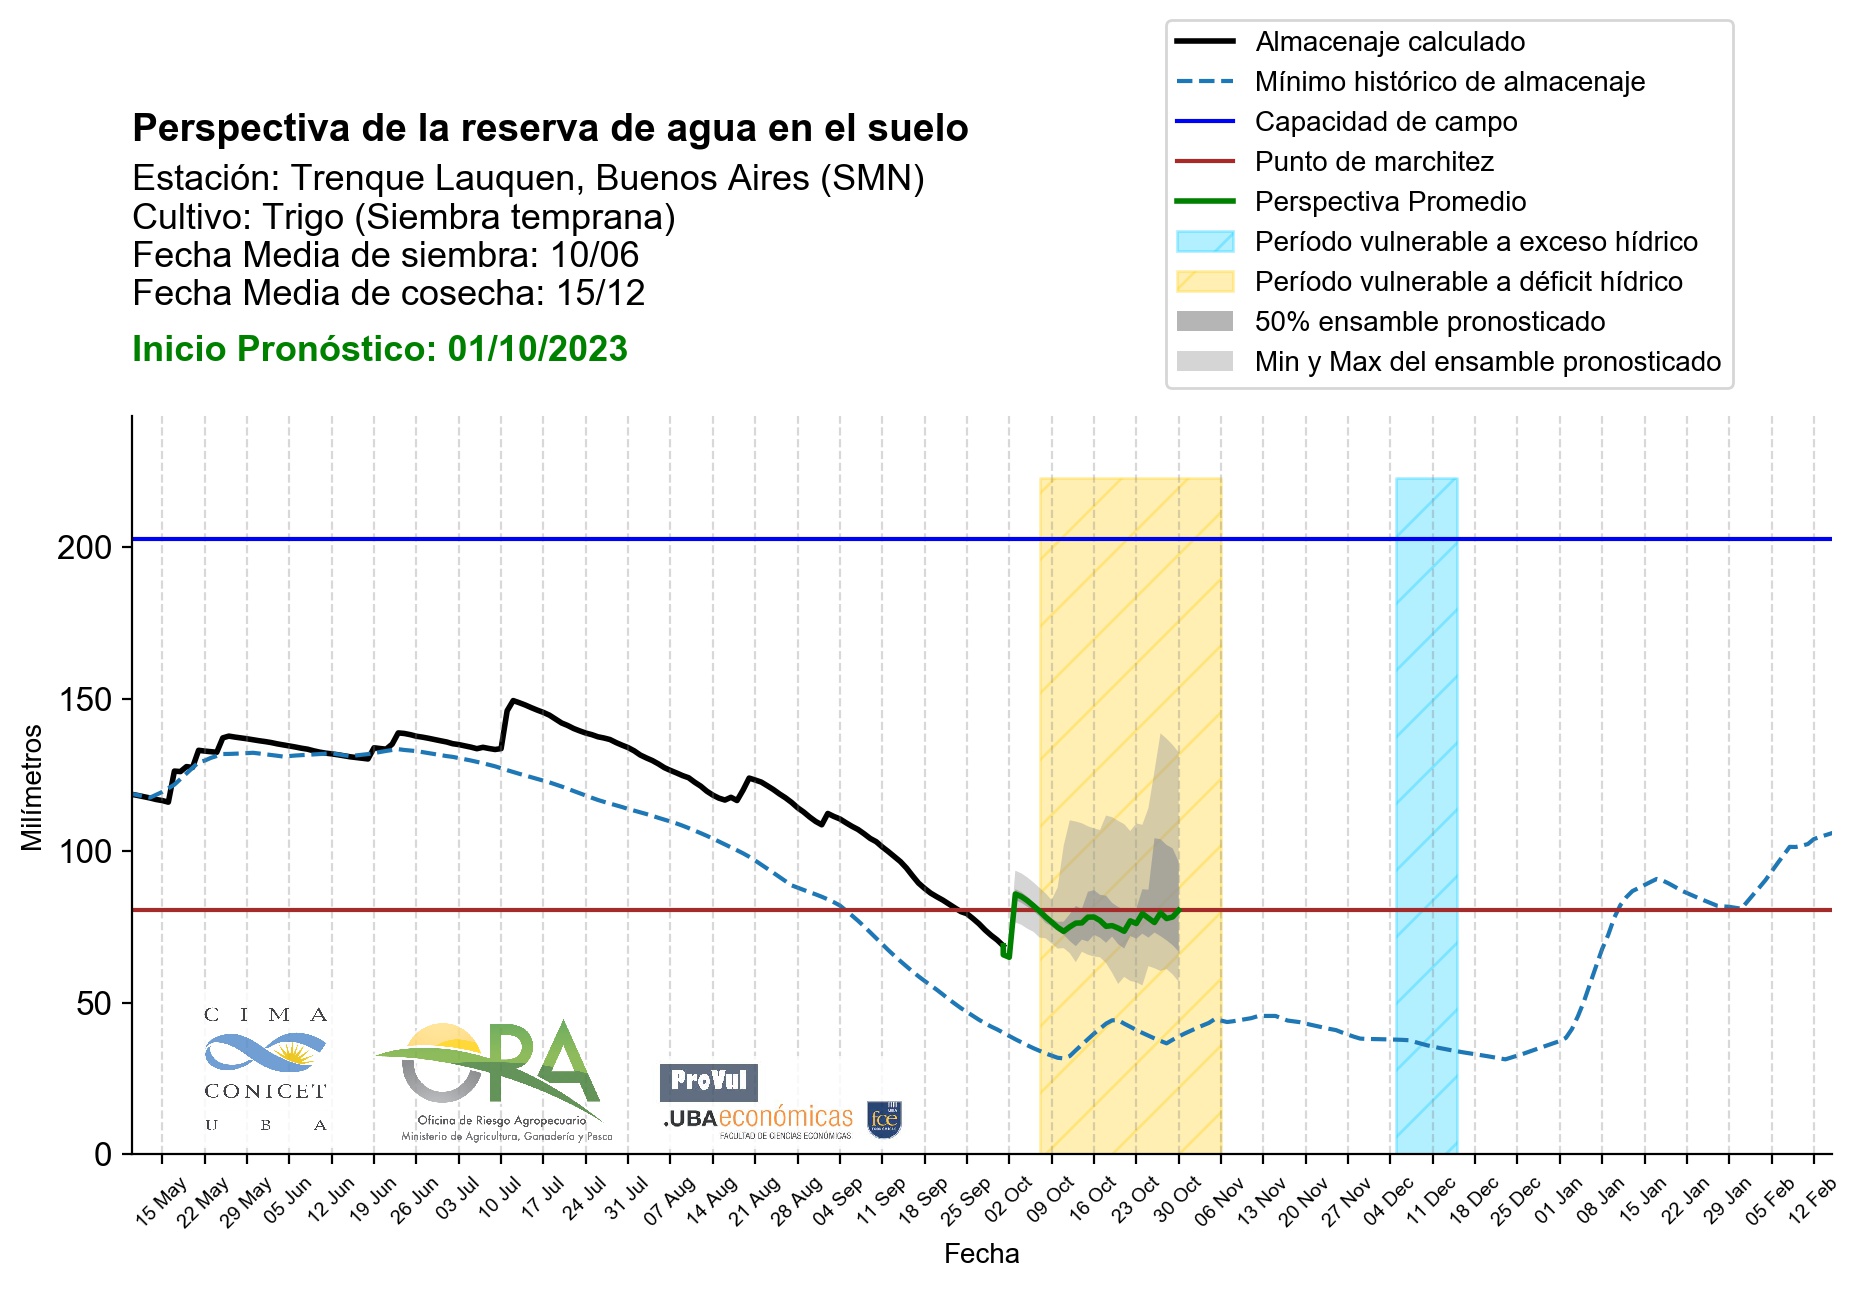 Almacenaje calculado
Mínimo histórico de almacenaje
Capacidad de campo
Punto de marchitez
Perspectiva Promedio
Período vulnerable a exceso hídrico
Período vulnerable a déficit hídrico
50% ensamble pronosticado
Min y Max del ensamble pronosticado
Perspectiva de la reserva de agua en el suelo
Estación: Trenque Lauquen, Buenos Aires (SMN)
Cultivo: Trigo (Siembra temprana)
Fecha Media de siembra: 10/06
Fecha Media de cosecha: 15/12
Inicio Pronóstico: 01/10/2023
Milímetros
200
150
100
50
0
CIMA
CONICET
UBA
ORA
Oficina de Riesgo Agropecuario
Ministerio de Agricultura, Ganadería y Pesca
ProVul
.UBAeconómicas
FACULTAD DE CIENCIAS ECONÓMICAS
fce
15 May
22 May
29 May
05 Jun
12 Jun
19 Jun
26 Jun
03 Jul
10 Jul
17 Jul
24 Jul
31 Jul
07 Aug
14 Aug
21 Aug
28 Aug
04 Sep
11 Sep
18 Sep
25 Sep
02 Oct
09 Oct
16 Oct
23 Oct
30 Oct
06 Nov
13 Nov
20 Nov
27 Nov
04 Dec
11 Dec
18 Dec
25 Dec
01 Jan
08 Jan
15 Jan
22 Jan
29 Jan
05 Feb
12 Feb
Fecha